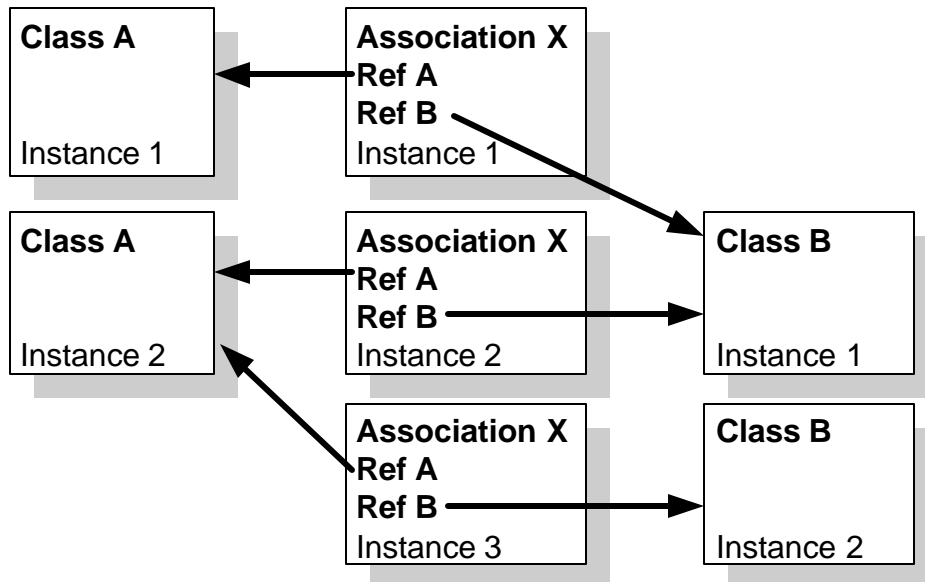 Class A
Instance 1
Association X
Ref A
Ref B
Instance 1
Class A
Instance 2
Association X
Ref A
Ref B
Instance 2
Class B
Instance 1
Association X
Ref A
Ref B
Instance 3
Class B
Instance 2